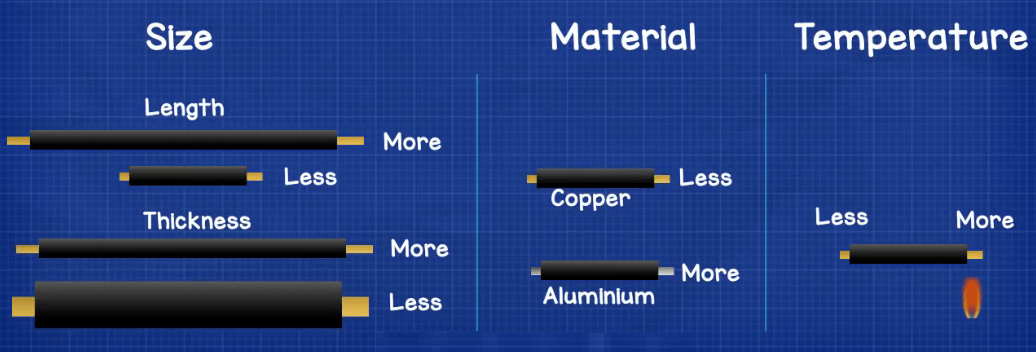 Size
Length
More
Less
Thickness
More
Less
Material
Less
Copper
More
Aluminium
Temperature
Less More